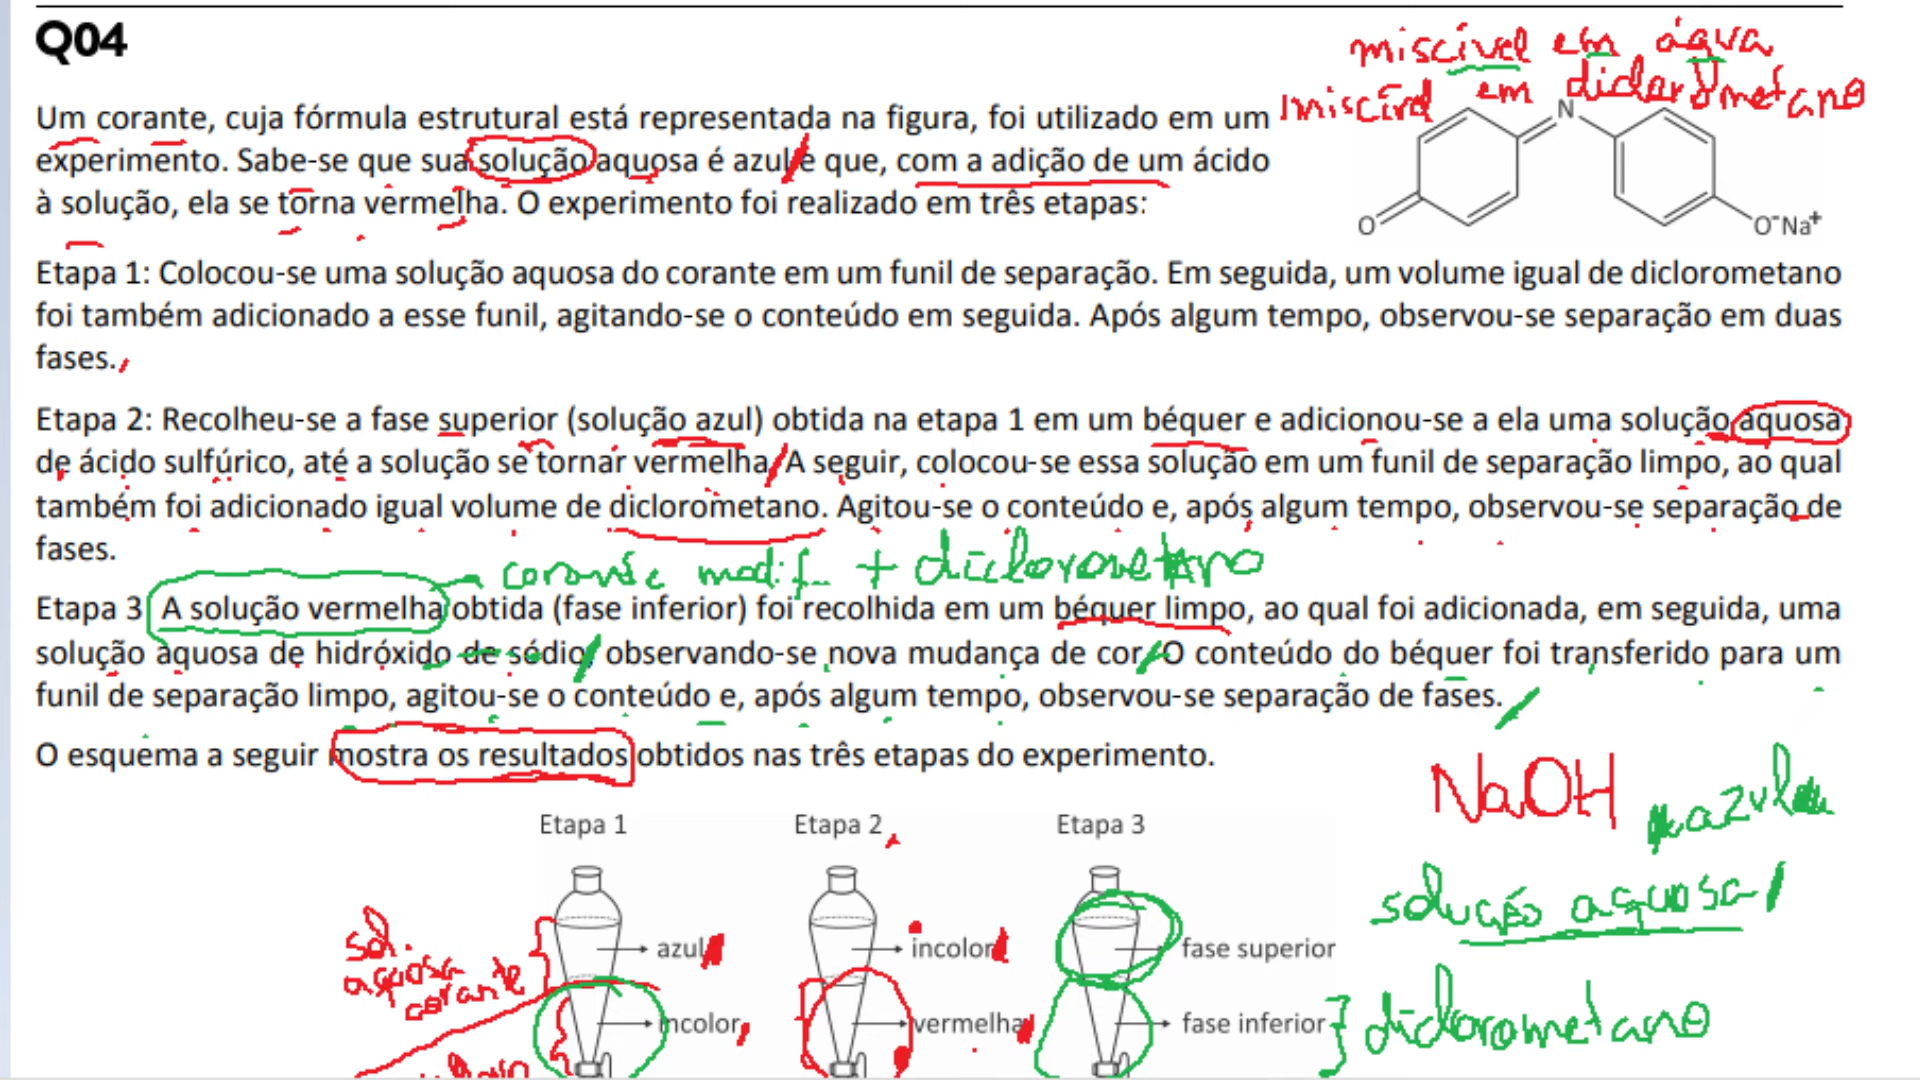 Q04
miscível em água
miscível em diclorometano
Um corante, cuja fórmula estrutural está representada na figura, foi utilizado em um
experimento. Sabe-se que sua solução aquosa é azul e que, com a adição de um ácido
à solução, ela se torna vermelha. O experimento foi realizado em três etapas:
N
O
O⁻Na⁺
Etapa 1: Colocou-se uma solução aquosa do corante em um funil de separação. Em seguida, um volume igual de diclorometano
foi também adicionado a esse funil, agitando-se o conteúdo em seguida. Após algum tempo, observou-se separação em duas
fases.
Etapa 2: Recolheu-se a fase superior (solução azul) obtida na etapa 1 em um béquer e adicionou-se a ela uma solução aquosa
de ácido sulfúrico, até a solução se tornar vermelha. A seguir, colocou-se essa solução em um funil de separação limpo, ao qual
também foi adicionado igual volume de diclorometano. Agitou-se o conteúdo e, após algum tempo, observou-se separação de
fases.
corante modif + diclorometano
Etapa 3 A solução vermelha obtida (fase inferior) foi recolhida em um béquer limpo, ao qual foi adicionada, em seguida, uma
solução aquosa de hidróxido de sódio, observando-se nova mudança de cor. O conteúdo do béquer foi transferido para um
funil de separação limpo, agitou-se o conteúdo e, após algum tempo, observou-se separação de fases.
O esquema a seguir mostra os resultados obtidos nas três etapas do experimento.
NaOH azul
Etapa 1 Etapa 2 Etapa 3
solução aquosa
sol.
aquosa
corante
azul incolor fase superior
incolor vermelha fase inferior
diclorometano